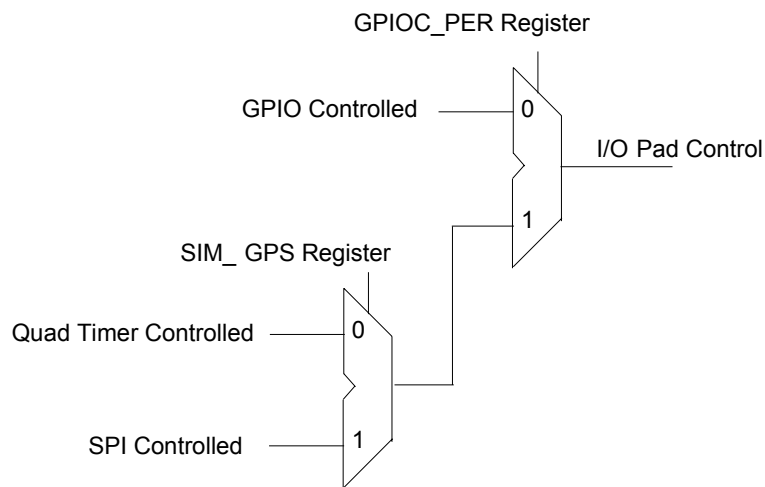 GPIOC_PER Register
GPIO Controlled
0
I/O Pad Control
1
SIM_ GPS Register
Quad Timer Controlled
0
SPI Controlled
1